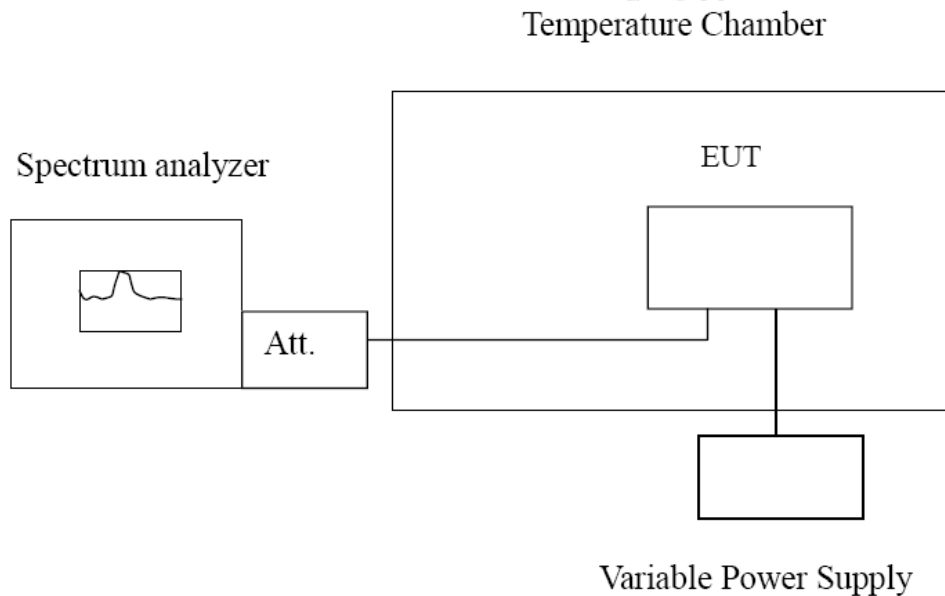 Temperature Chamber
Spectrum analyzer
EUT
Att.
Variable Power Supply